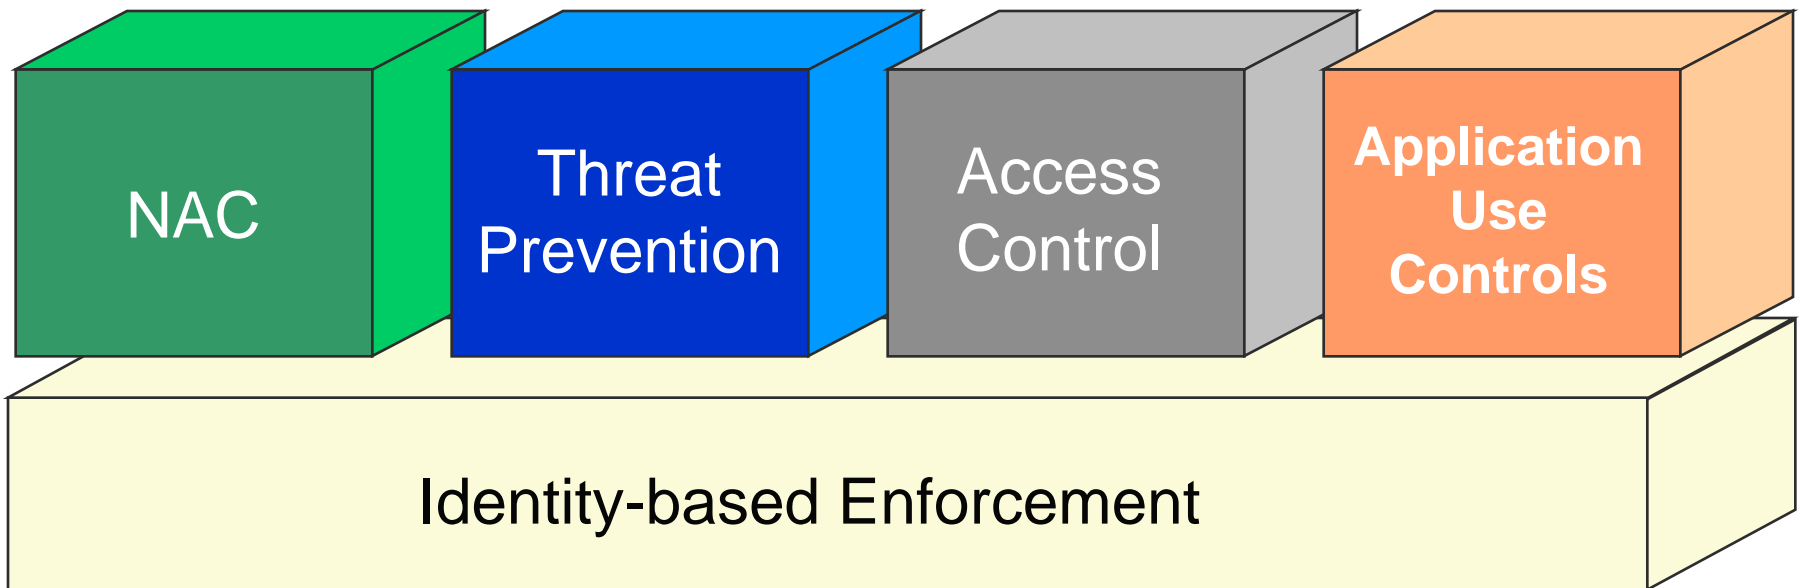 NAC
Threat
Prevention
Access
Control
Application
Use
Controls
Identity-based Enforcement